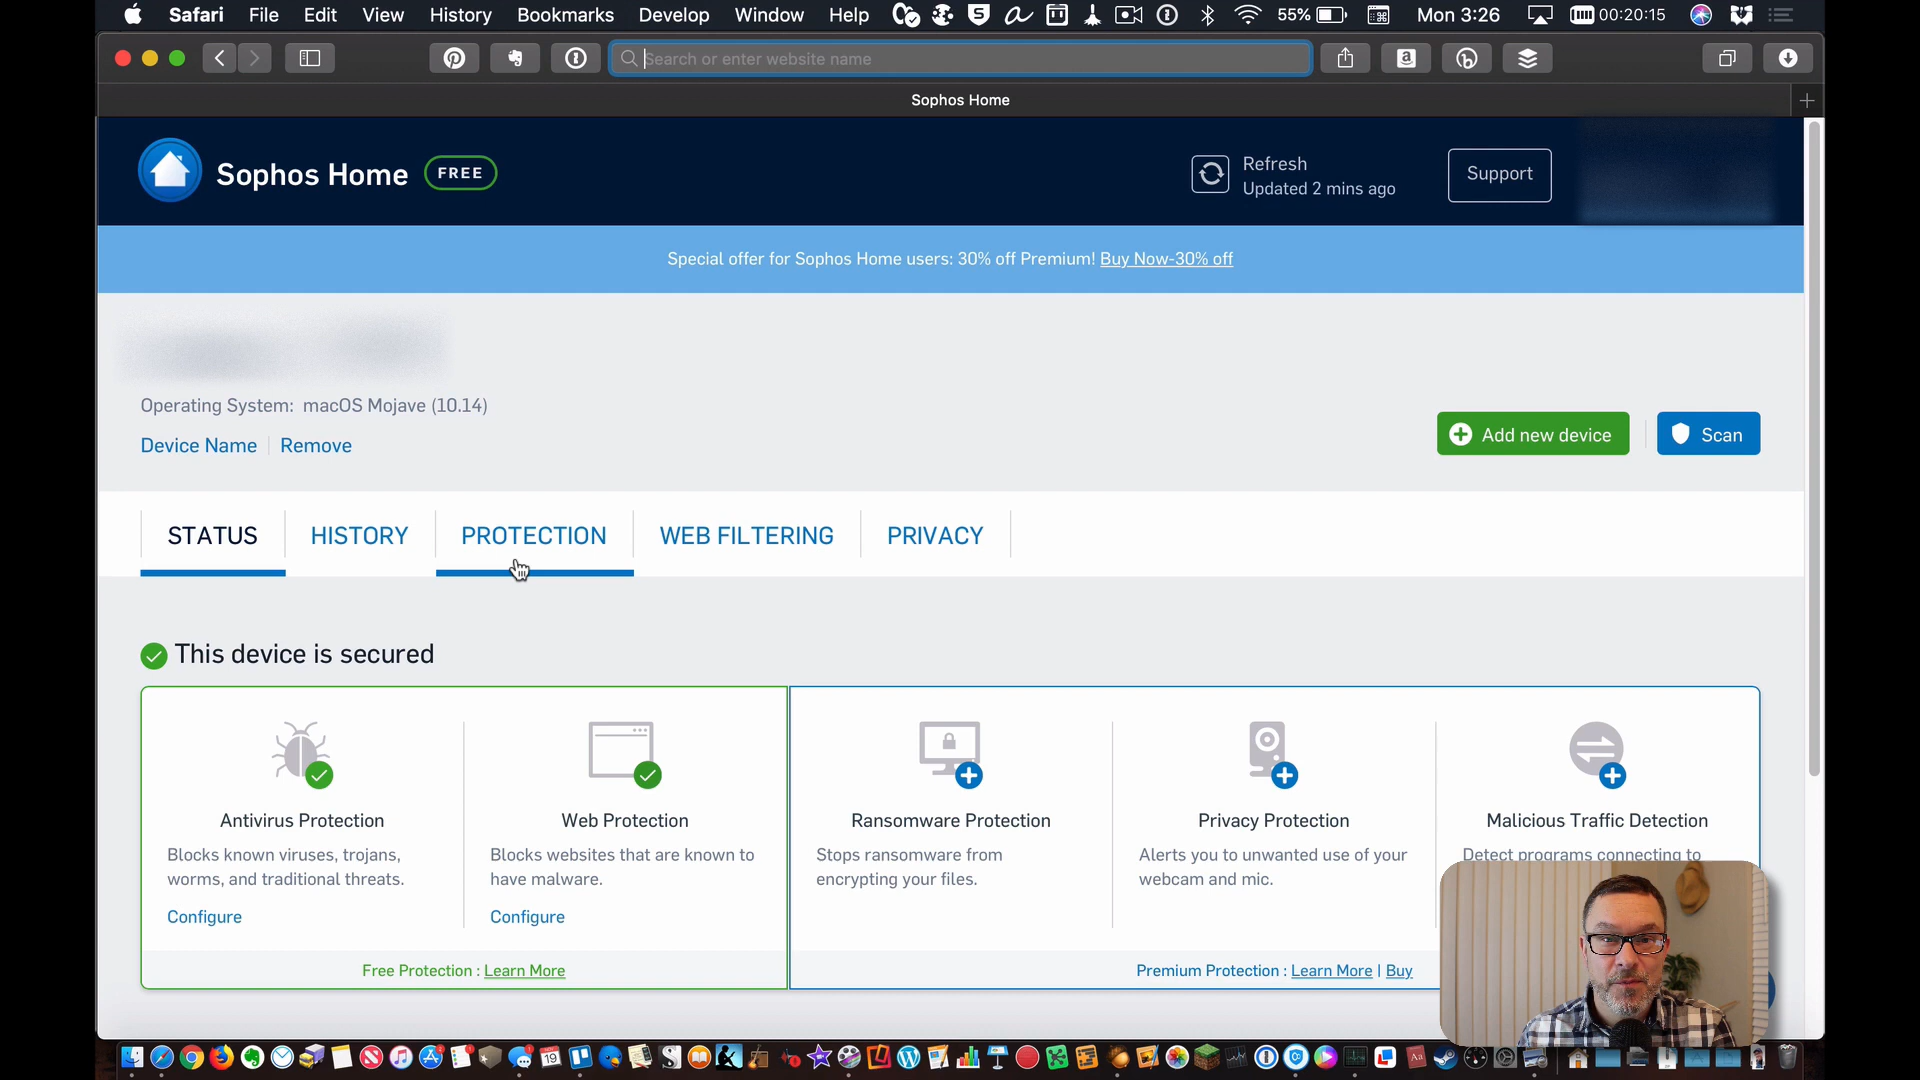 Safari File Edit View History Bookmarks Develop Window Help 55% Mon 3:26 00:20:15
Search or enter website name
Sophos Home
Sophos Home FREE
Refresh
Updated 2 mins ago
Support
Special offer for Sophos Home users: 30% off Premium! Buy Now-30% off
Operating System: macOS Mojave (10.14)
Device Name Remove
Add new device
Scan
STATUS HISTORY PROTECTION WEB FILTERING PRIVACY
This device is secured
Antivirus Protection
Blocks known viruses, trojans,
worms, and traditional threats.
Configure
Web Protection
Blocks websites that are known to
have malware.
Configure
Free Protection : Learn More
Ransomware Protection
Stops ransomware from
encrypting your files.
Privacy Protection
Alerts you to unwanted use of your
webcam and mic.
Malicious Traffic Detection
Detect programs connecting to
Premium Protection : Learn More | Buy